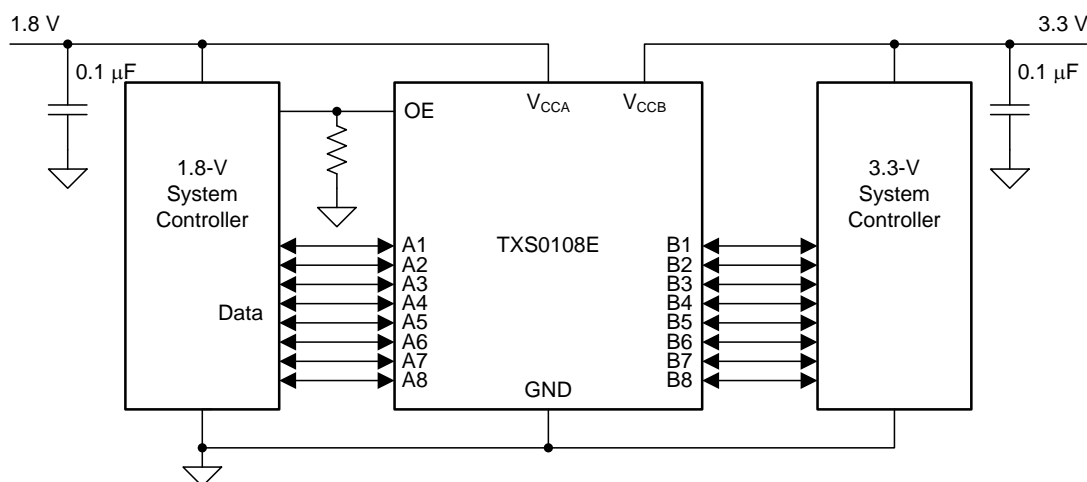 1.8 V
3.3 V
0.1 µF
0.1 µF
VCCA
VCCB
OE
1.8-V
System
Controller
3.3-V
System
Controller
TXS0108E
A1
B1
A2
B2
A3
B3
Data
A4
B4
A5
B5
A6
B6
A7
B7
A8
B8
GND